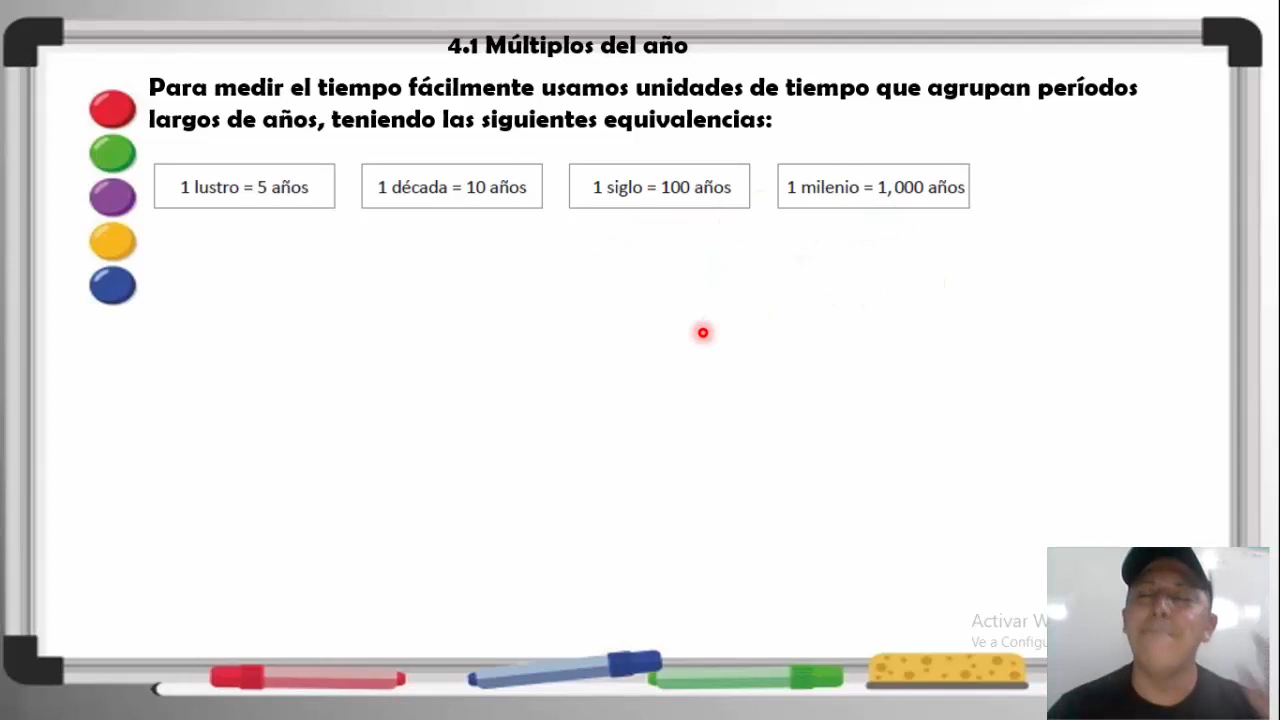 4.1 Múltiplos del año
Para medir el tiempo fácilmente usamos unidades de tiempo que agrupan períodos
largos de años, teniendo las siguientes equivalencias:
1 lustro = 5 años
1 década = 10 años
1 siglo = 100 años
1 milenio = 1,000 años
Activar W
Ve a Configu